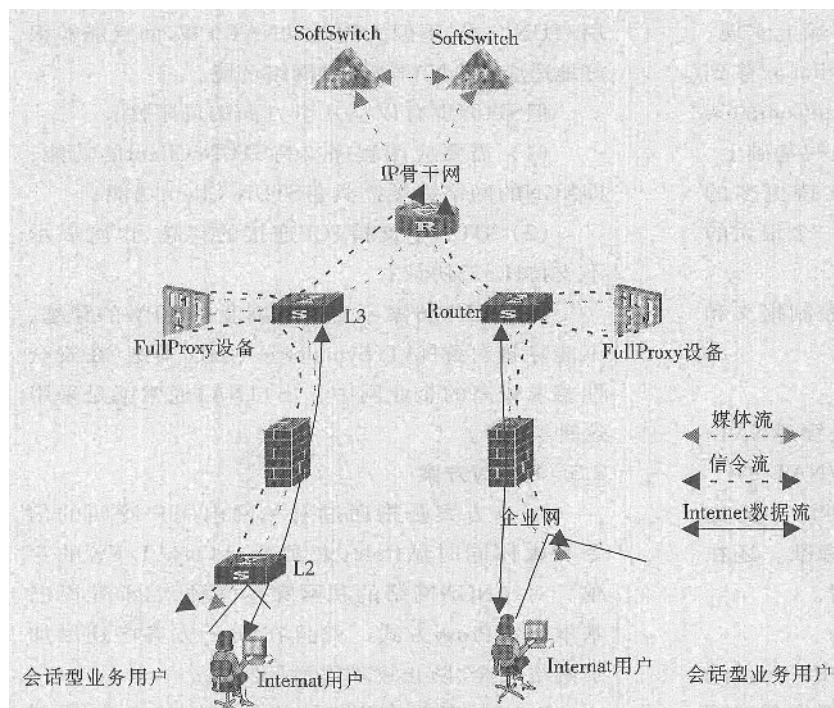 SoftSwitch
SoftSwitch
IP骨干网
R
S
L3
Router
S
FullProxy设备
FullProxy设备
媒体流
信令流
Internet数据流
企业网
S
L2
会话型业务用户
Internat用户
Internat用户
会话型业务用户